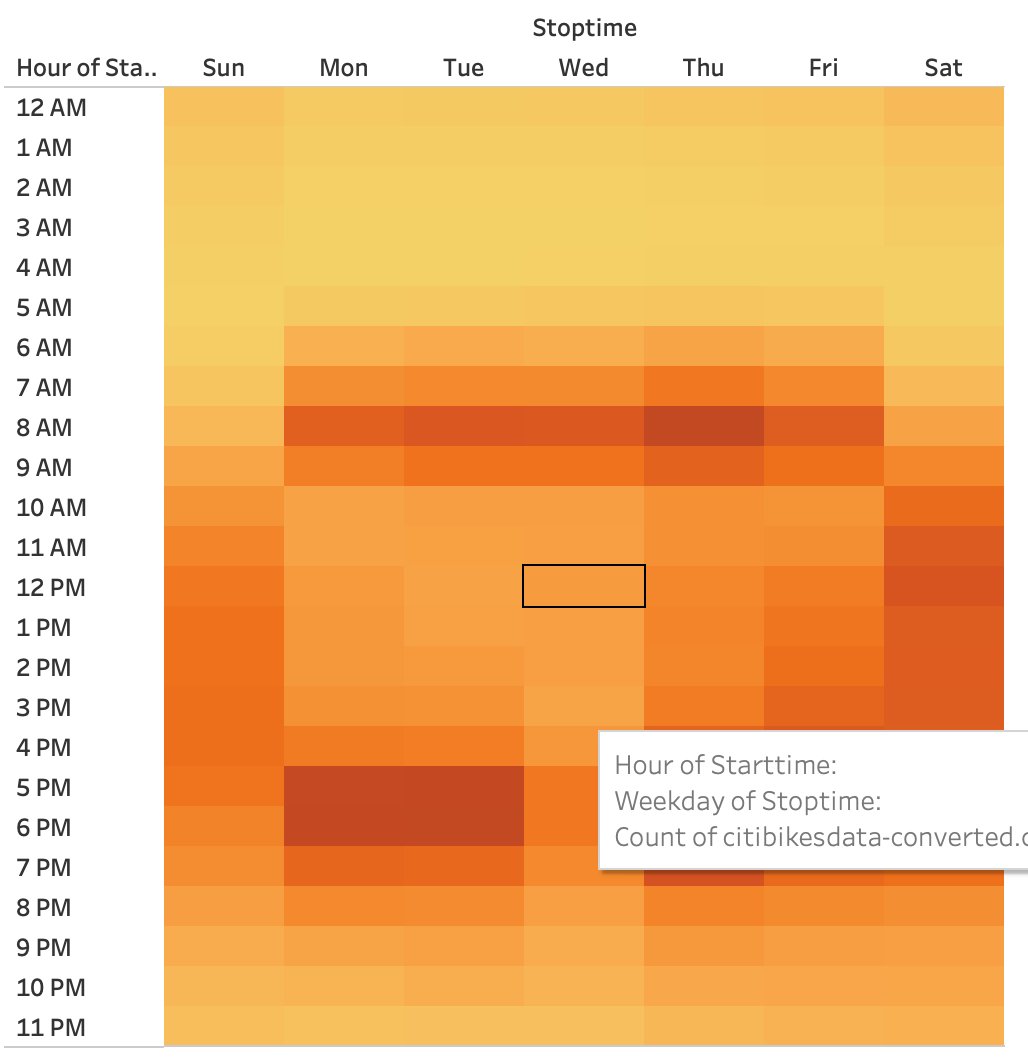 Stoptime
Hour of Sta.. Sun Mon Tue Wed Thu Fri Sat
12 AM
1 AM
2 AM
3 AM
4 AM
5 AM
6 AM
7 AM
8 AM
9 AM
10 AM
11 AM
12 PM
1 PM
2 PM
3 PM
4 PM
Hour of Starttime:
5 PM
Weekday of Stoptime:
6 PM
Count of citibikesdata-converted.c
7 PM
8 PM
9 PM
10 PM
11 PM